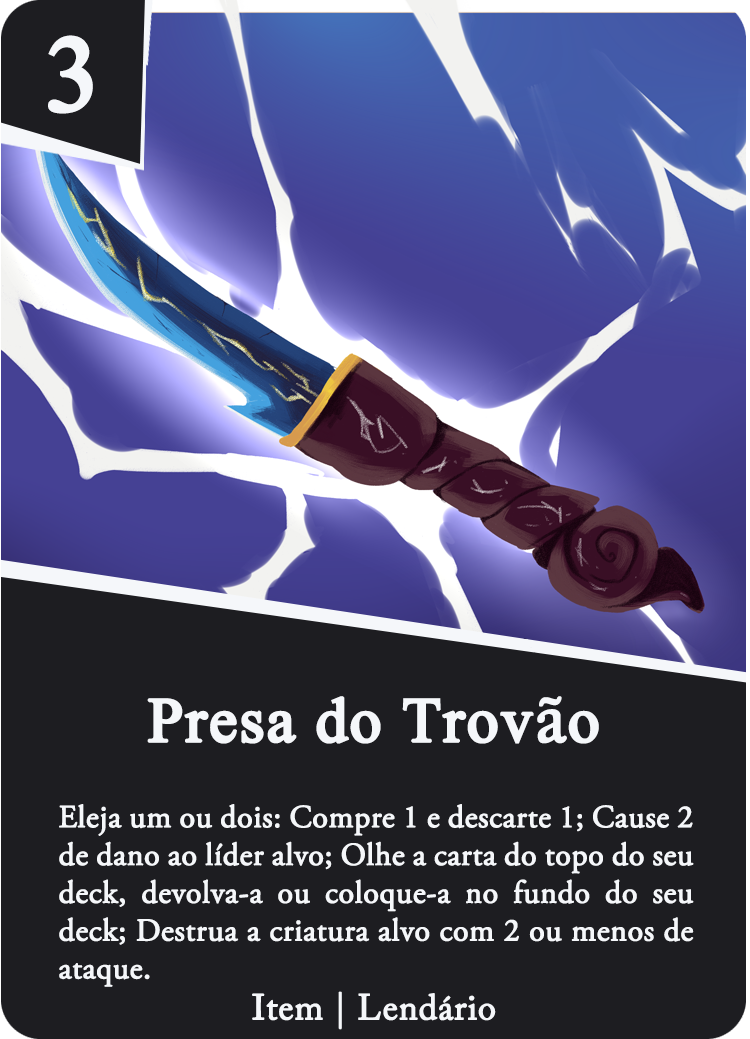 3
Presa do Trovão
Eleja um ou dois: Compre 1 e descarte 1; Cause 2
de dano ao líder alvo; Olhe a carta do topo do seu
deck, devolva-a ou coloque-a no fundo do seu
deck; Destrua a criatura alvo com 2 ou menos de
ataque.
Item | Lendário